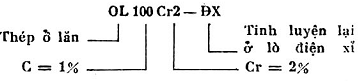 OL 100 Cr2 – ĐX
Thép ổ lăn
Tinh luyện lại
ở lò điện xỉ
C = 1%
Cr = 2%